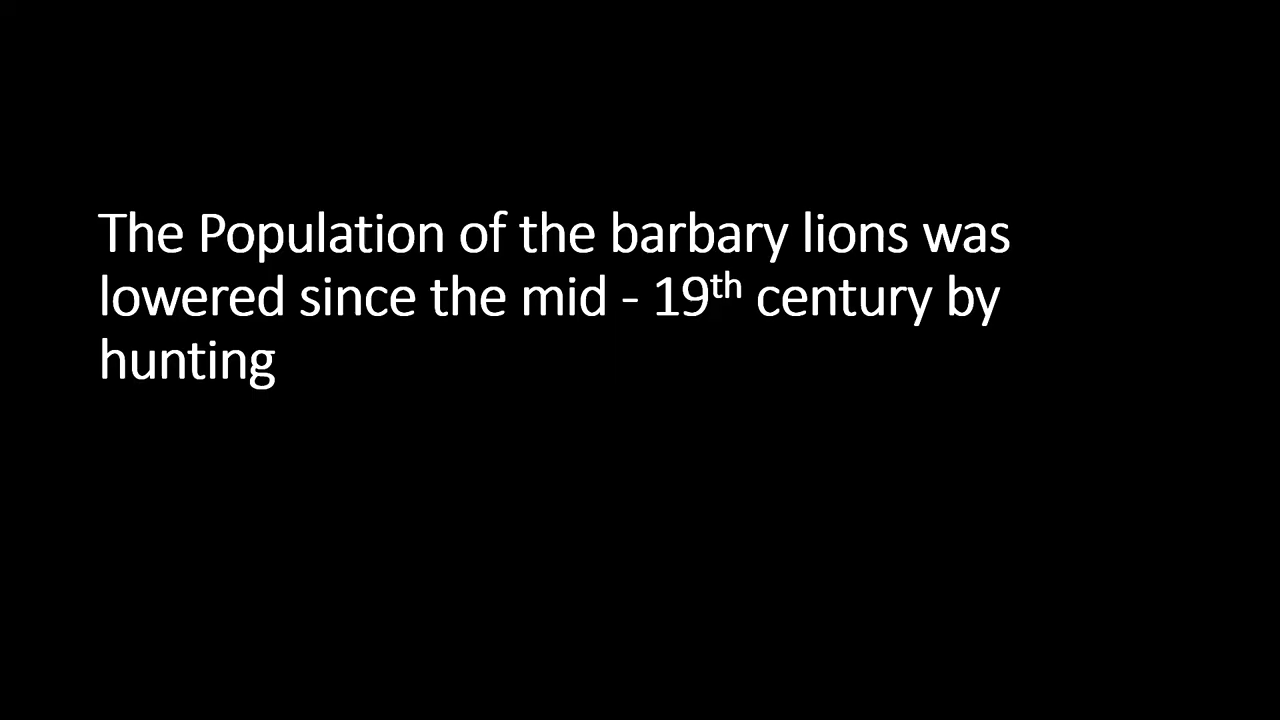 The Population of the barbary lions was
lowered since the mid - 19th century by
hunting